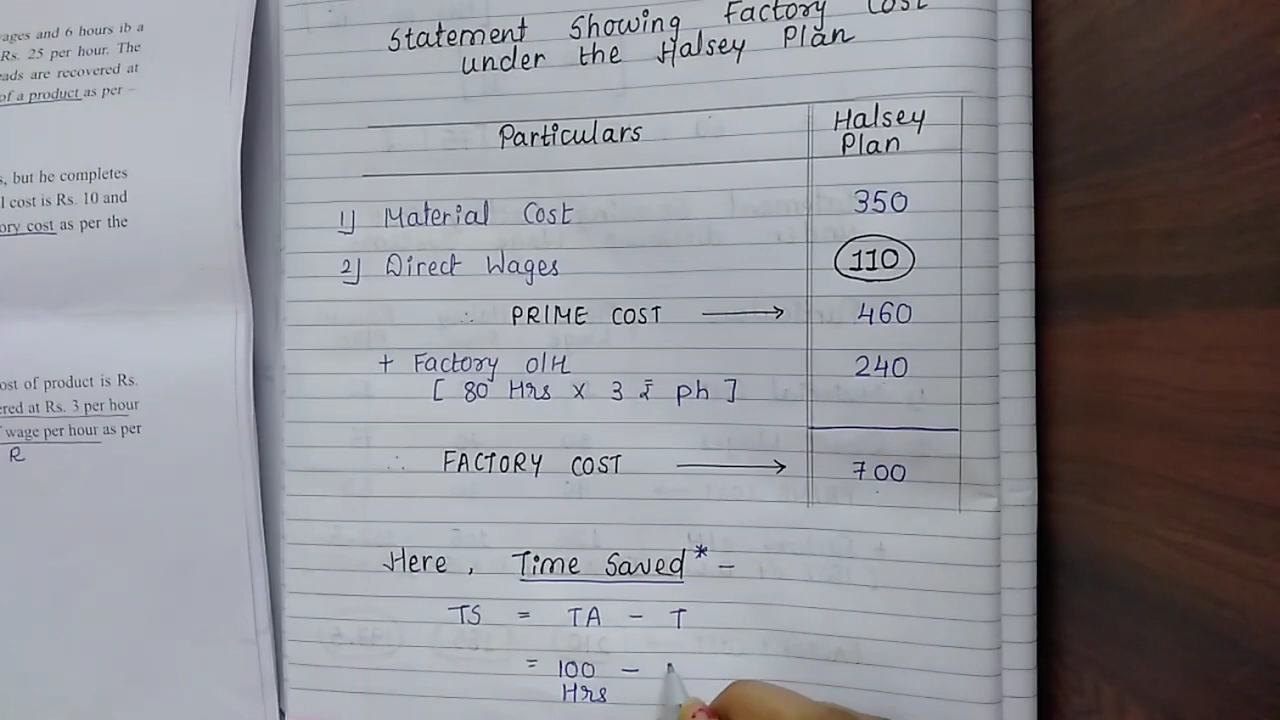 ages and 6 hours ib a
Rs. 25 per hour. The
ads are recovered at
of a product as per –
s, but he completes
l cost is Rs. 10 and
ory cost as per the
ost of product is Rs.
ered at Rs. 3 per hour
wage per hour as per
R
Statement Showing Factory Cost
under the Halsey Plan
Particulars Halsey Plan
1) Material Cost 350
2) Direct Wages 110
∴ PRIME COST → 460
+ Factory O/H 240
[ 80 Hrs x 3 ₹ ph ]
∴ FACTORY COST → 700
Here, Time Saved* –
TS = TA - T
= 100 –
Hrs